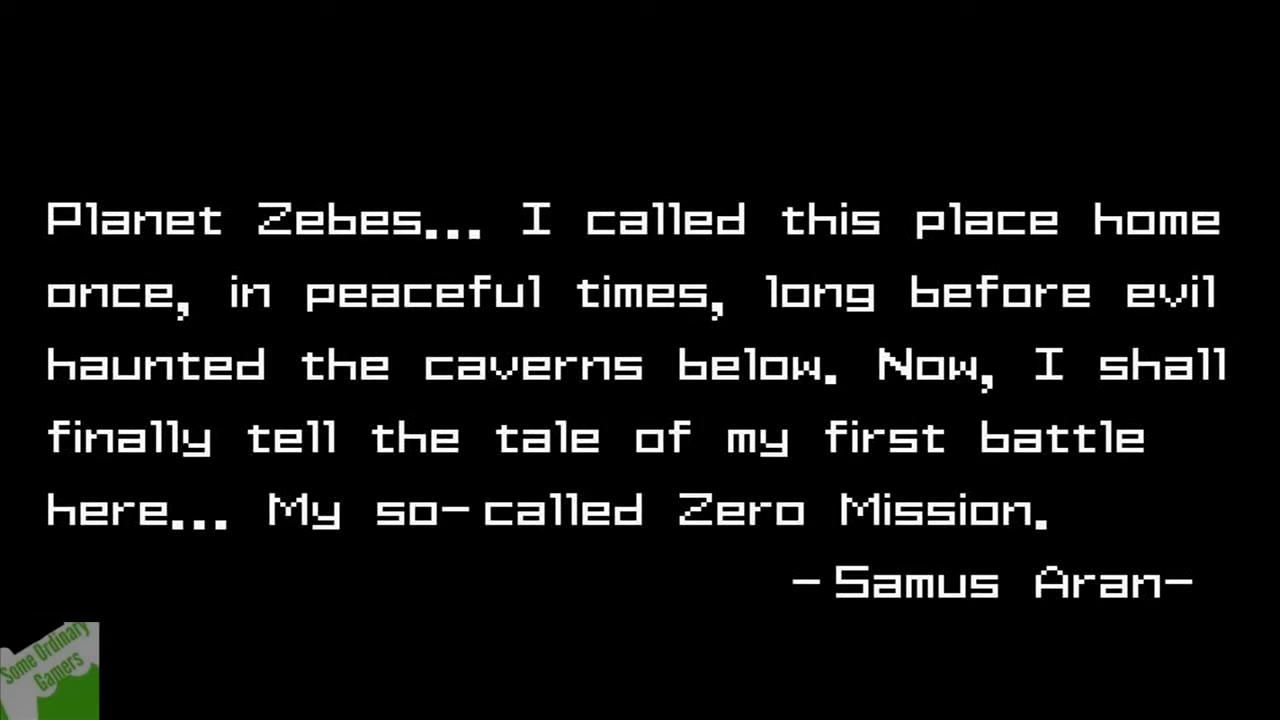 Planet Zebes... I called this place home
once, in peaceful times, long before evil
haunted the caverns below. Now, I shall
finally tell the tale of my first battle
here... My so-called Zero Mission.
-Samus Aran-
Some Ordinary
Gamers